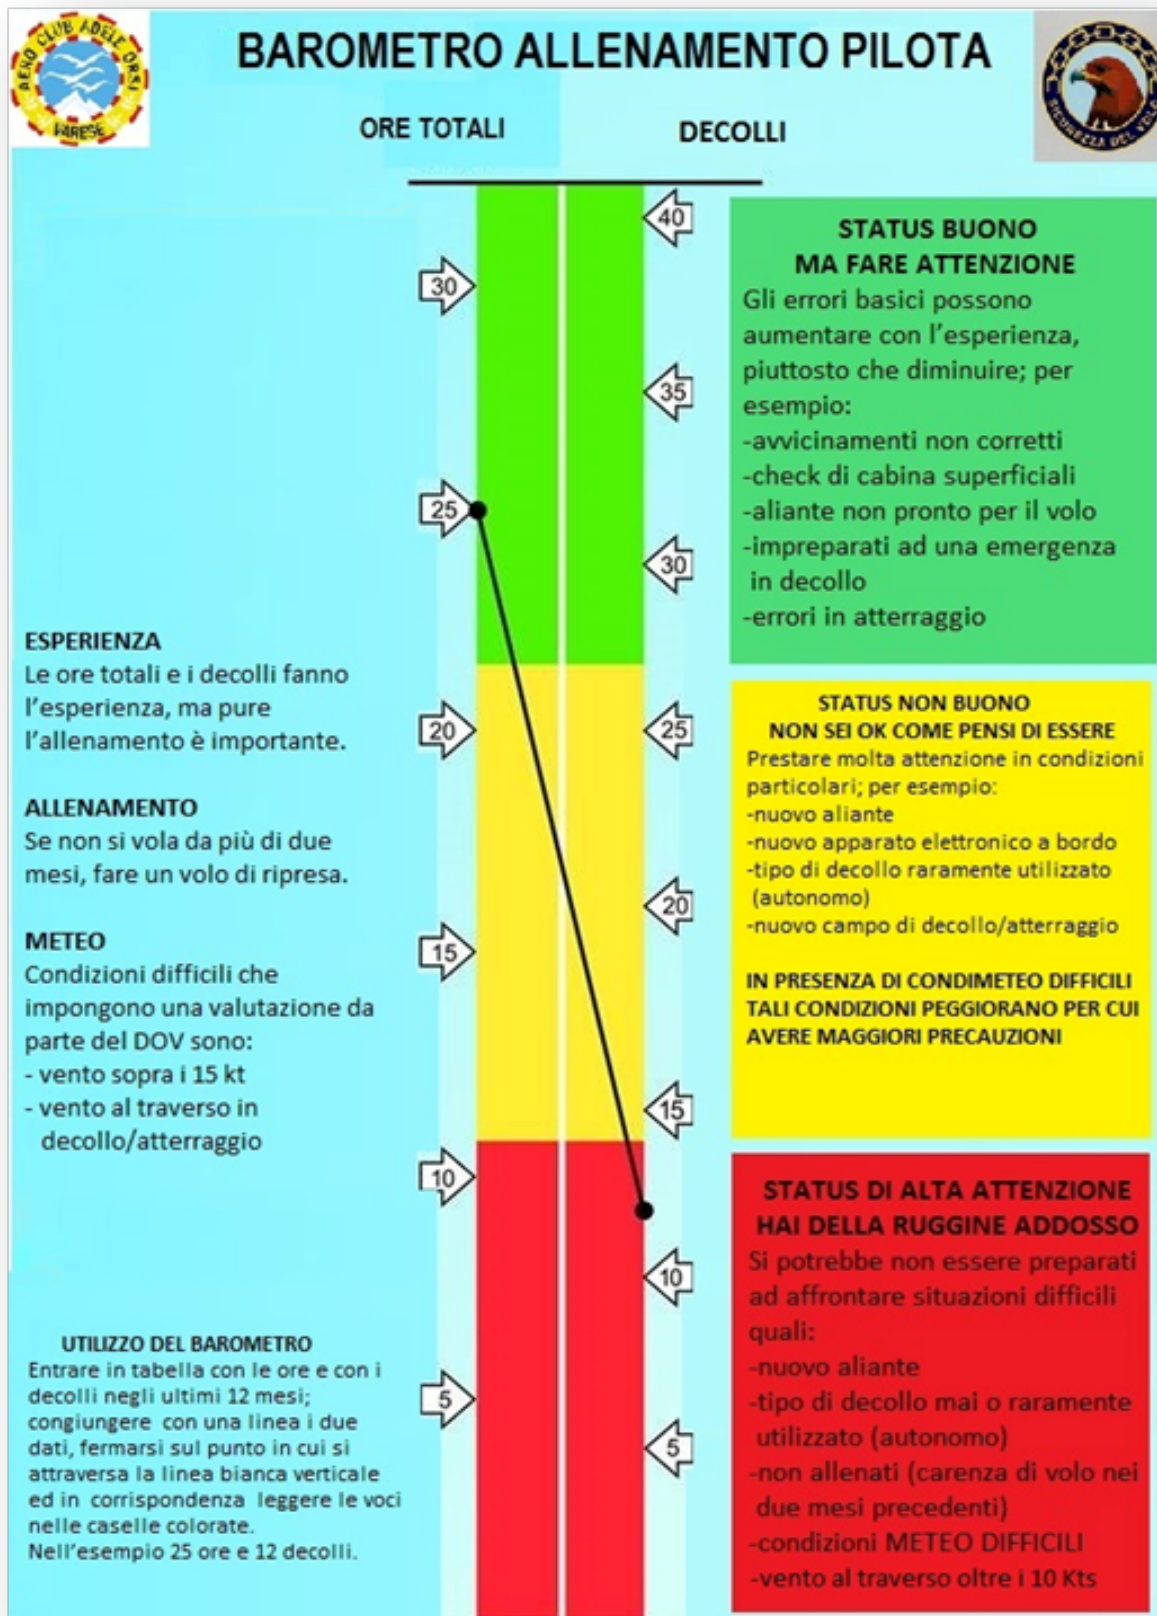 AERO CLUB ADELE ORSI
VARESE
BAROMETRO ALLENAMENTO PILOTA
SICUREZZA DEL VOLO
ORE TOTALI
DECOLLI
40
30
35
25
30
20
25
20
15
15
10
10
5
5
STATUS BUONO
MA FARE ATTENZIONE
Gli errori basici possono
aumentare con l'esperienza,
piuttosto che diminuire; per
esempio:
-avvicinamenti non corretti
-check di cabina superficiali
-aliante non pronto per il volo
-impreparati ad una emergenza
in decollo
-errori in atterraggio
ESPERIENZA
Le ore totali e i decolli fanno
l'esperienza, ma pure
l'allenamento è importante.
ALLENAMENTO
Se non si vola da più di due
mesi, fare un volo di ripresa.
METEO
Condizioni difficili che
impongono una valutazione da
parte del DOV sono:
- vento sopra i 15 kt
- vento al traverso in
decollo/atterraggio
STATUS NON BUONO
NON SEI OK COME PENSI DI ESSERE
Prestare molta attenzione in condizioni
particolari; per esempio:
-nuovo aliante
-nuovo apparato elettronico a bordo
-tipo di decollo raramente utilizzato
(autonomo)
-nuovo campo di decollo/atterraggio
IN PRESENZA DI CONDIMETEO DIFFICILI
TALI CONDIZIONI PEGGIORANO PER CUI
AVERE MAGGIORI PRECAUZIONI
UTILIZZO DEL BAROMETRO
Entrare in tabella con le ore e con i
decolli negli ultimi 12 mesi;
congiungere con una linea i due
dati, fermarsi sul punto in cui si
attraversa la linea bianca verticale
ed in corrispondenza leggere le voci
nelle caselle colorate.
Nell'esempio 25 ore e 12 decolli.
STATUS DI ALTA ATTENZIONE
HAI DELLA RUGGINE ADDOSSO
Si potrebbe non essere preparati
ad affrontare situazioni difficili
quali:
-nuovo aliante
-tipo di decollo mai o raramente
utilizzato (autonomo)
-non allenati (carenza di volo nei
due mesi precedenti)
-condizioni METEO DIFFICILI
-vento al traverso oltre i 10 Kts